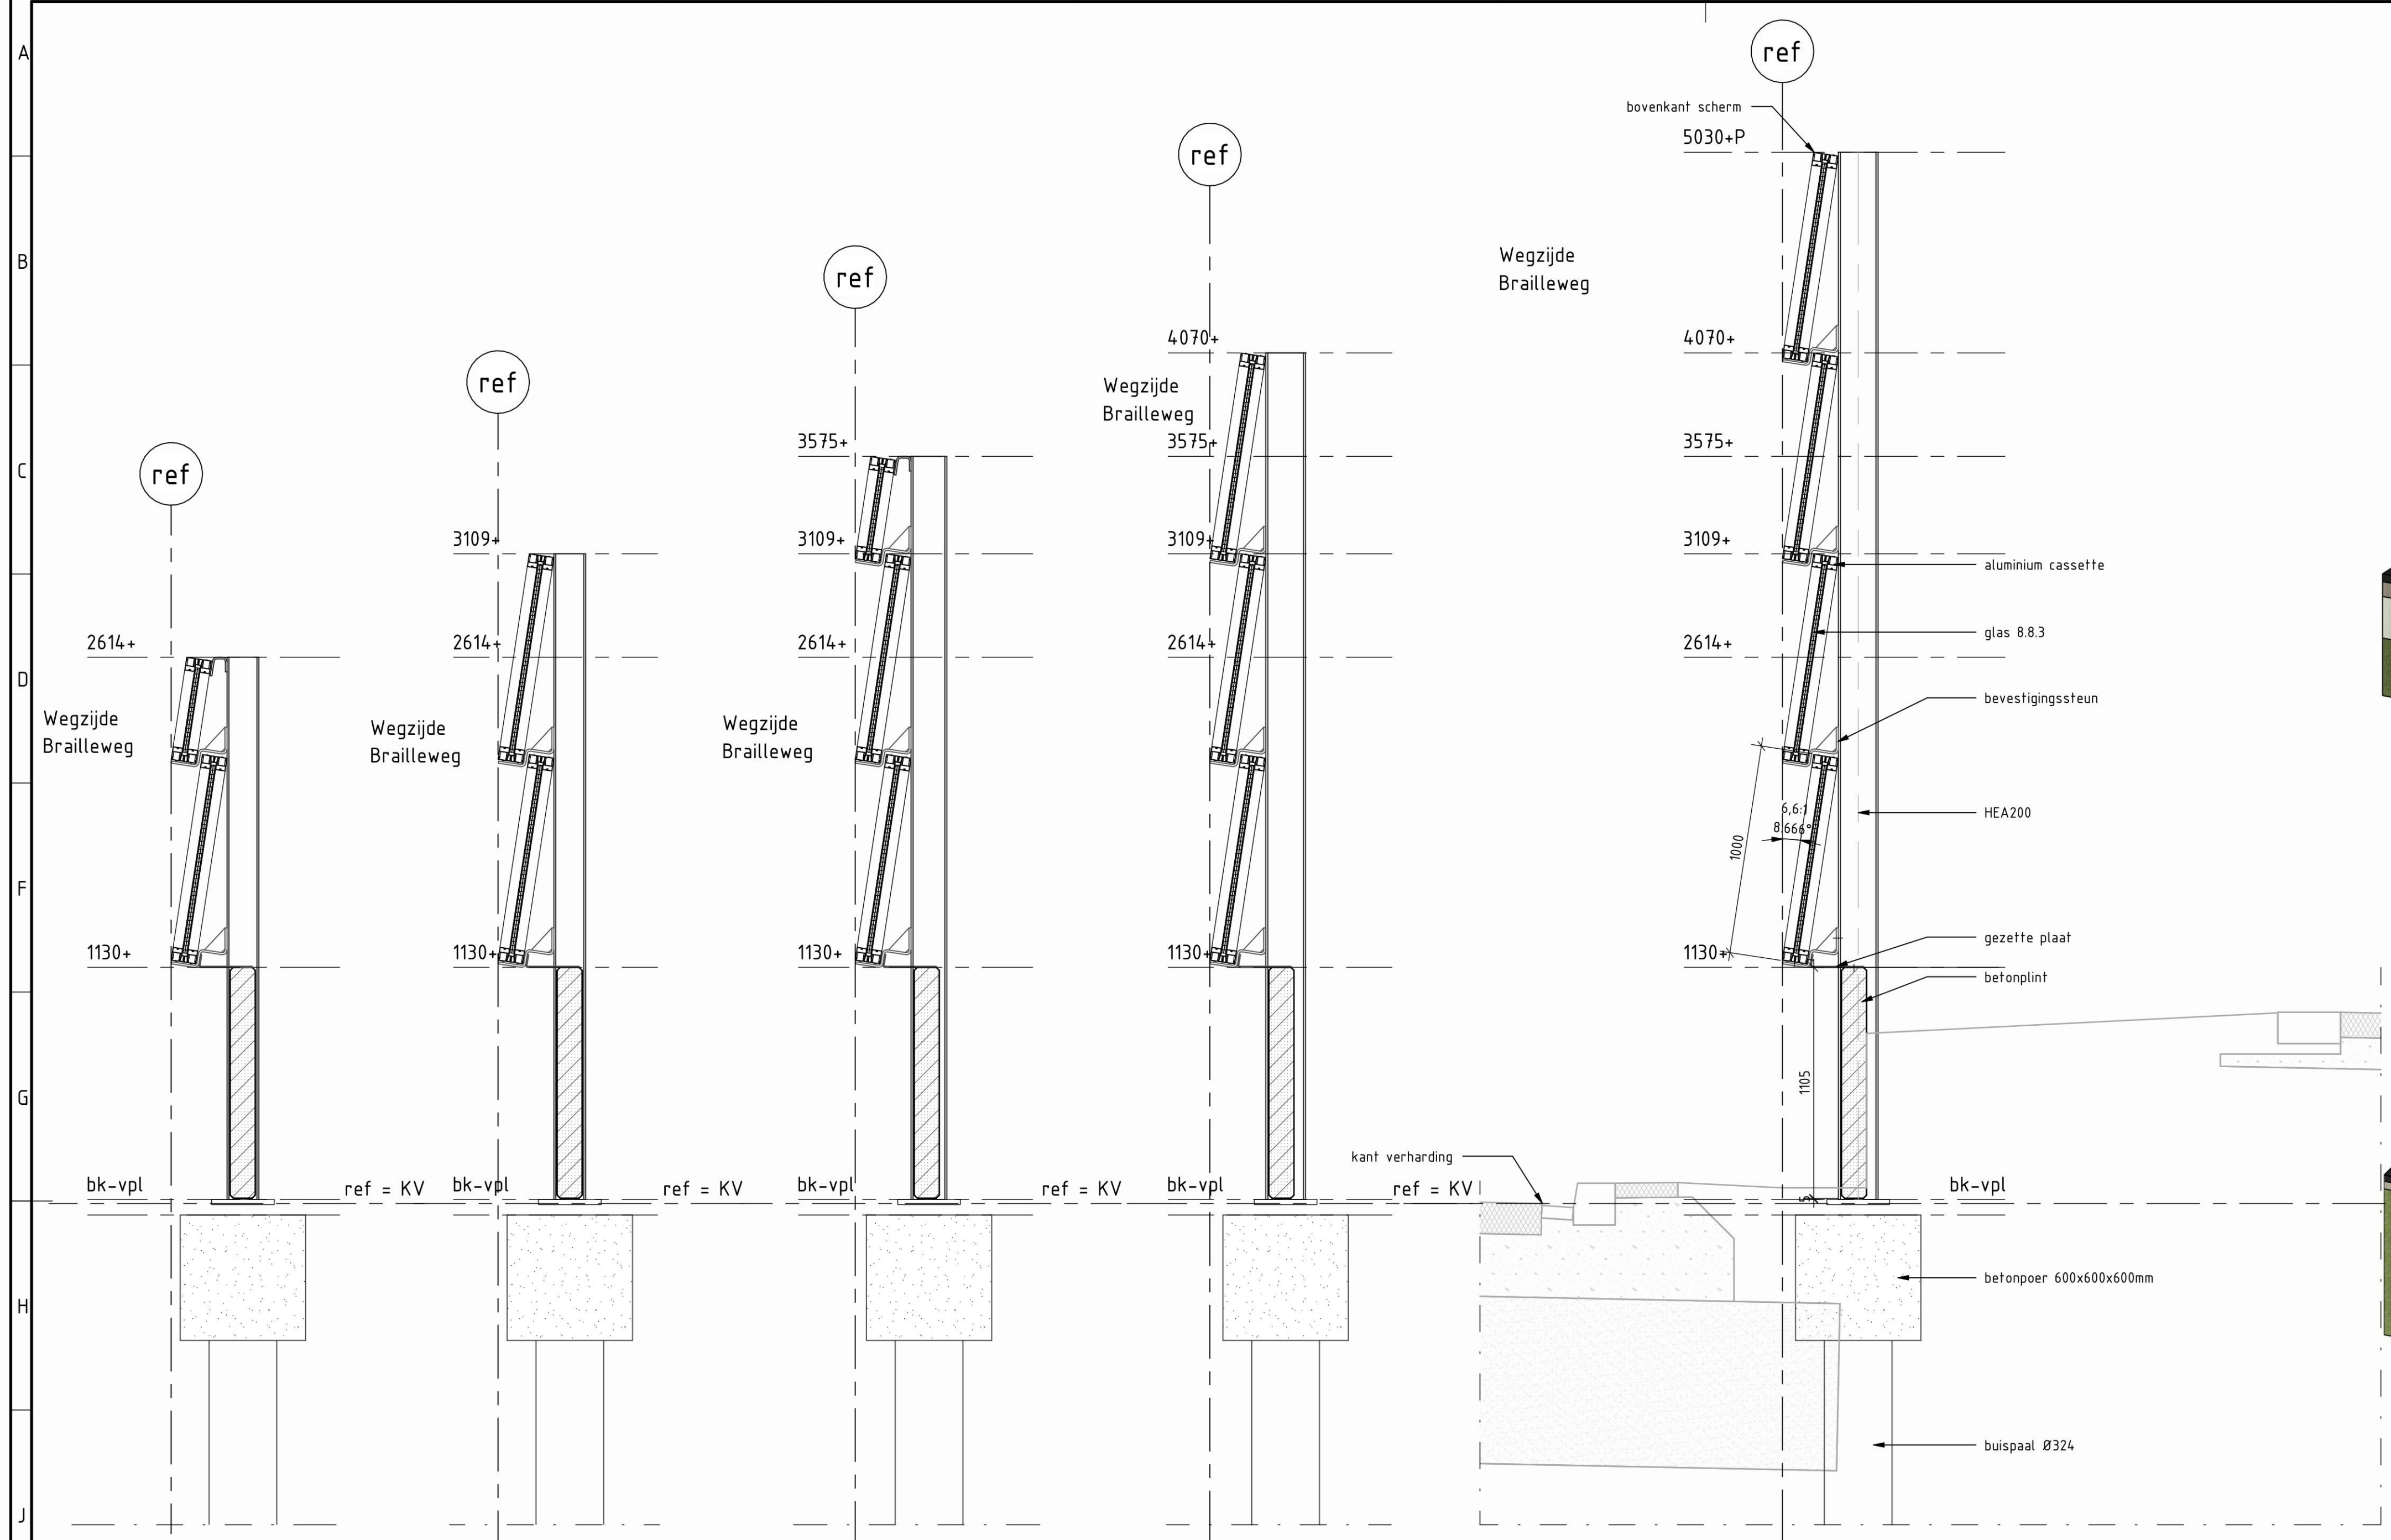 A
B
C
D
F
G
H
J
ref
2614+
Wegzijde
Brailleweg
1130+
bk-vpl
ref = KV
ref
3109+
2614+
Wegzijde
Brailleweg
1130+
bk-vpl
ref = KV
ref
3575+
3109+
2614+
Wegzijde
Brailleweg
1130+
bk-vpl
ref = KV
ref
4070+
Wegzijde
Brailleweg
3575+
3109+
2614+
1130+
bk-vpl
ref = KV
ref
bovenkant scherm
5030+P
Wegzijde
Brailleweg
4070+
3575+
3109+
aluminium cassette
glas 8.8.3
2614+
bevestigingssteun
6,6:1
8.666°
HEA200
1000
gezette plaat
1130+
betonplint
1105
kant verharding
5
bk-vpl
betonpoer 600x600x600mm
buispaal Ø324